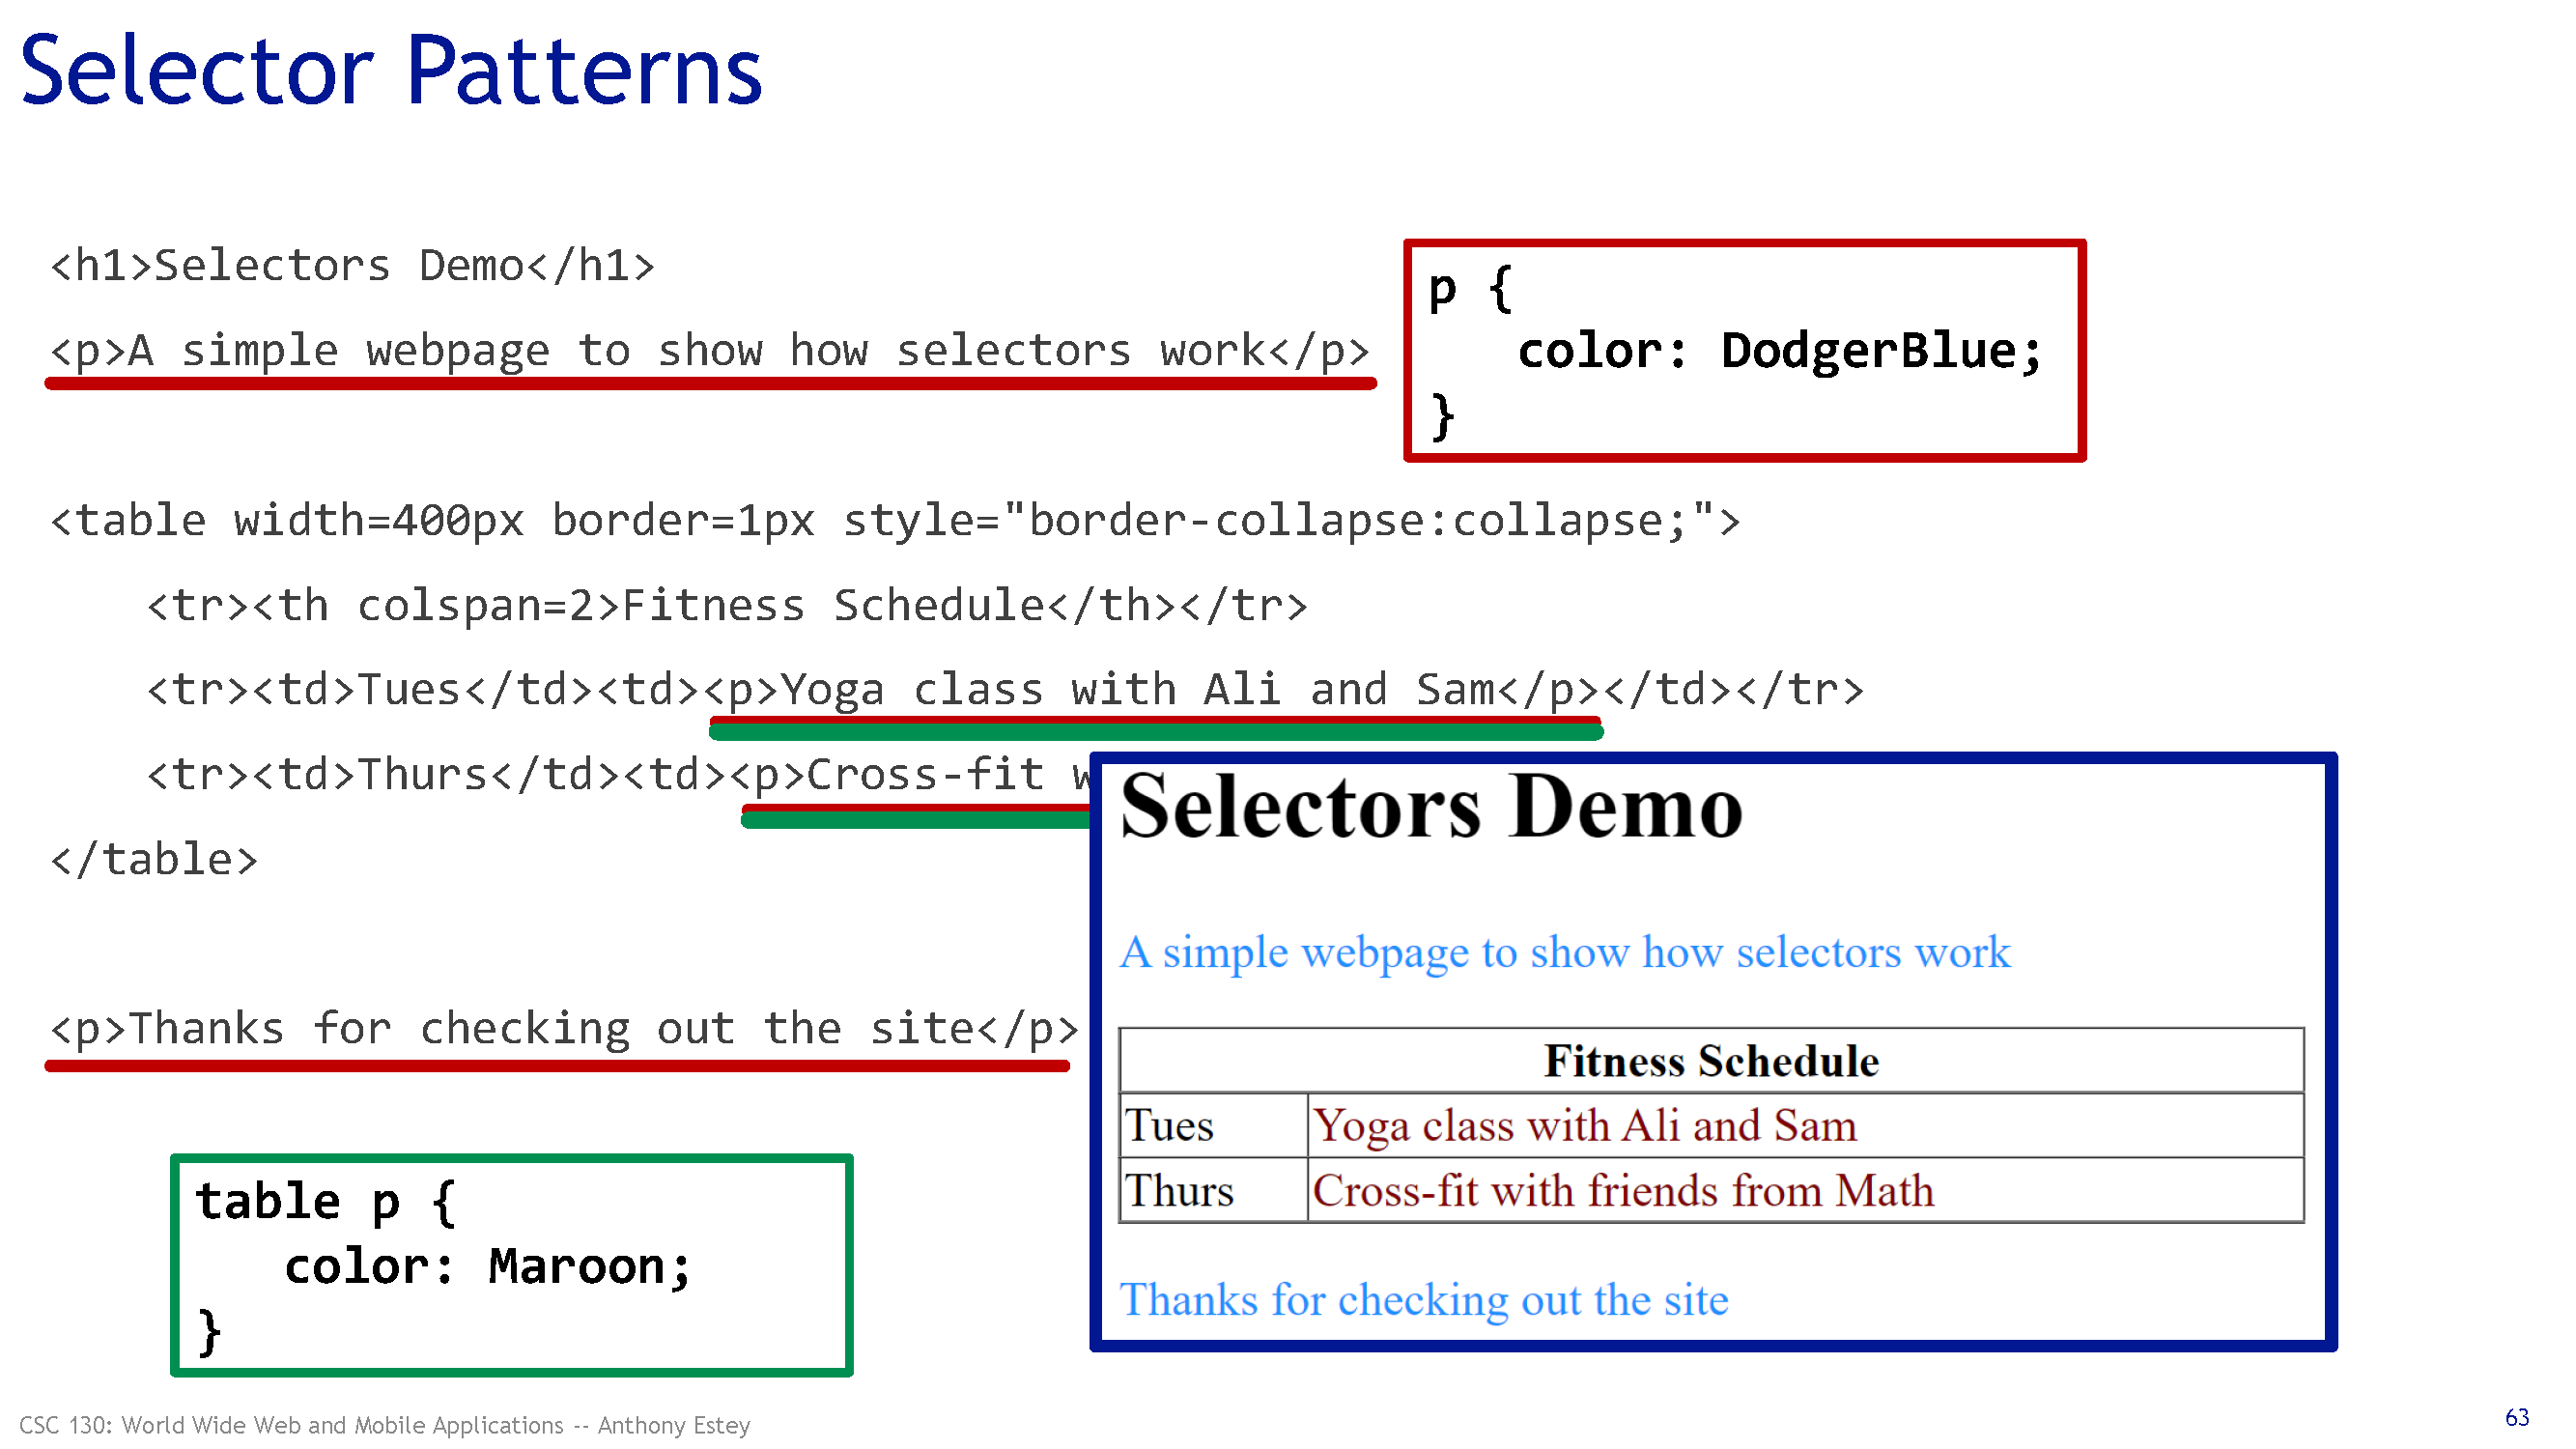 Selector Patterns
<h1>Selectors Demo</h1>
<p>A simple webpage to show how selectors work</p>
p {
color: DodgerBlue;
}
<table width=400px border=1px style="border-collapse:collapse;">
<tr><th colspan=2>Fitness Schedule</th></tr>
<tr><td>Tues</td><td><p>Yoga class with Ali and Sam</p></td></tr>
<tr><td>Thurs</td><td><p>Cross-fit
</table>
<p>Thanks for checking out the site</p>
table p {
color: Maroon;
}
Selectors Demo
A simple webpage to show how selectors work
Fitness Schedule
Tues Yoga class with Ali and Sam
Thurs Cross-fit with friends from Math
Thanks for checking out the site
CSC 130: World Wide Web and Mobile Applications -- Anthony Estey
63